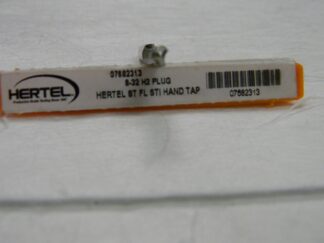 HERTEL
07682313
8-32 H2 PLUG
HERTEL ST FL STI HAND TAP
07682313